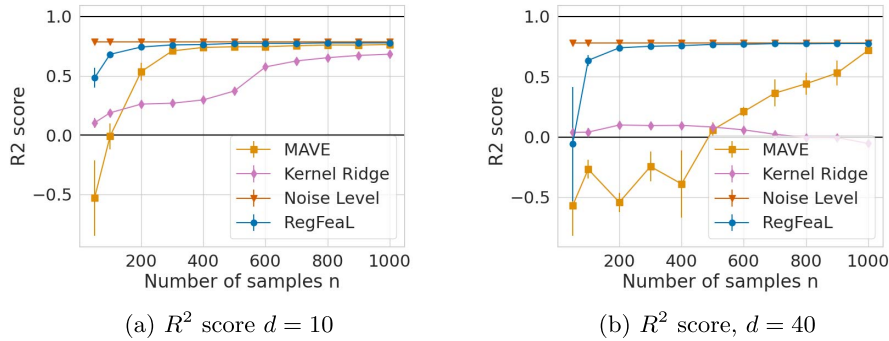 1.0
0.5
0.0
−0.5
R2 score
MAVE
Kernel Ridge
Noise Level
RegFeaL
200 400 600 800 1000
Number of samples n
(a) R² score d = 10
1.0
0.5
0.0
−0.5
R2 score
MAVE
Kernel Ridge
Noise Level
RegFeaL
200 400 600 800 1000
Number of samples n
(b) R² score, d = 40